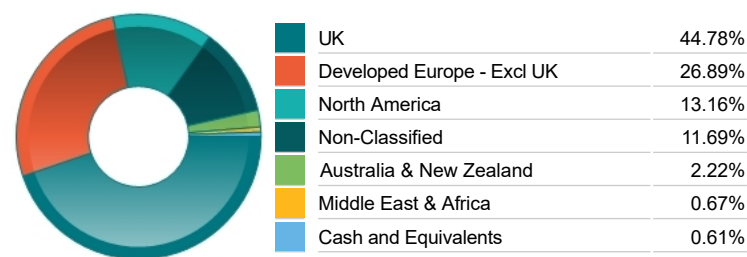 UK 44.78%
Developed Europe - Excl UK 26.89%
North America 13.16%
Non-Classified 11.69%
Australia & New Zealand 2.22%
Middle East & Africa 0.67%
Cash and Equivalents 0.61%